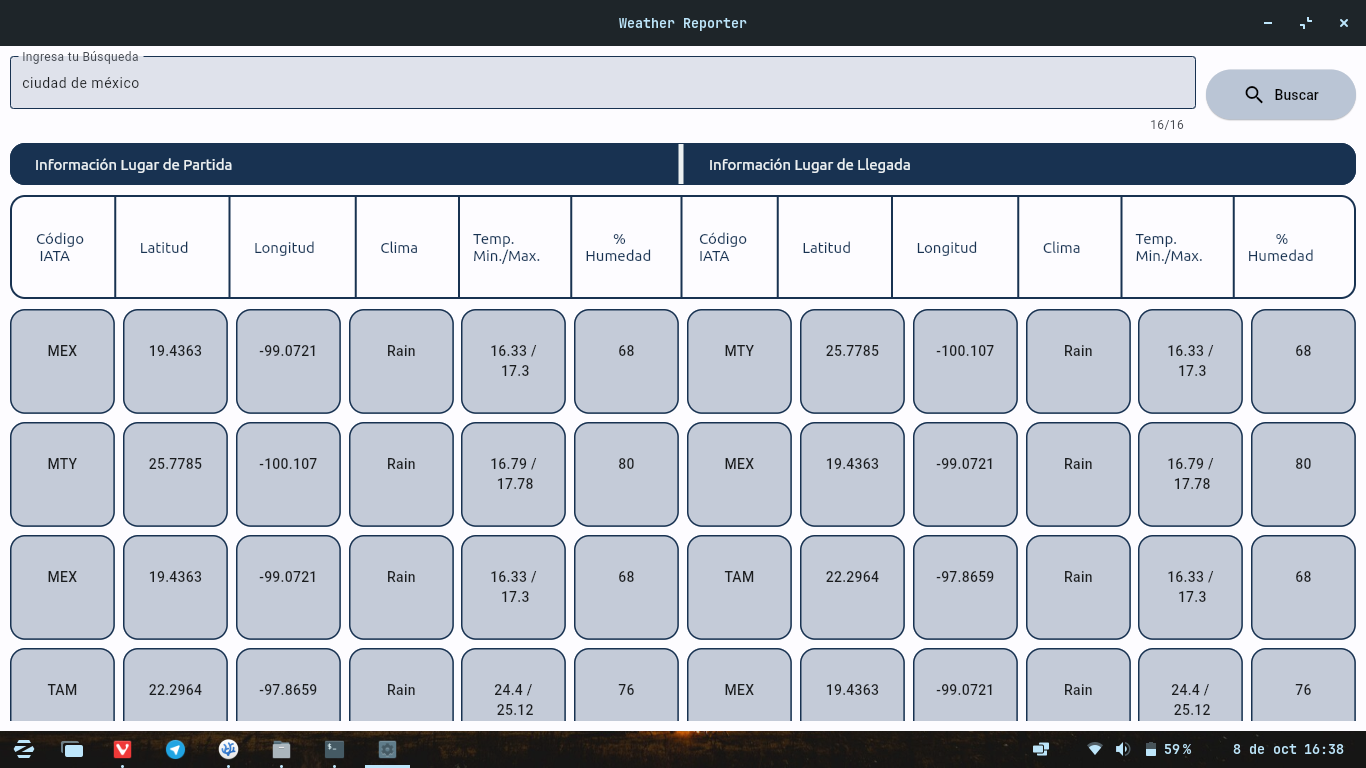 Weather Reporter
Ingresa tu Búsqueda
ciudad de méxico
Buscar
16/16
Información Lugar de Partida
Información Lugar de Llegada
Código IATA
Latitud
Longitud
Clima
Temp. Min./Max.
% Humedad
Código IATA
Latitud
Longitud
Clima
Temp. Min./Max.
% Humedad
MEX 19.4363 -99.0721 Rain 16.33 / 17.3 68 MTY 25.7785 -100.107 Rain 16.33 / 17.3 68
MTY 25.7785 -100.107 Rain 16.79 / 17.78 80 MEX 19.4363 -99.0721 Rain 16.79 / 17.78 80
MEX 19.4363 -99.0721 Rain 16.33 / 17.3 68 TAM 22.2964 -97.8659 Rain 16.33 / 17.3 68
TAM 22.2964 -97.8659 Rain 24.4 / 25.12 76 MEX 19.4363 -99.0721 Rain 24.4 / 25.12 76
59% 8 de oct 16:38